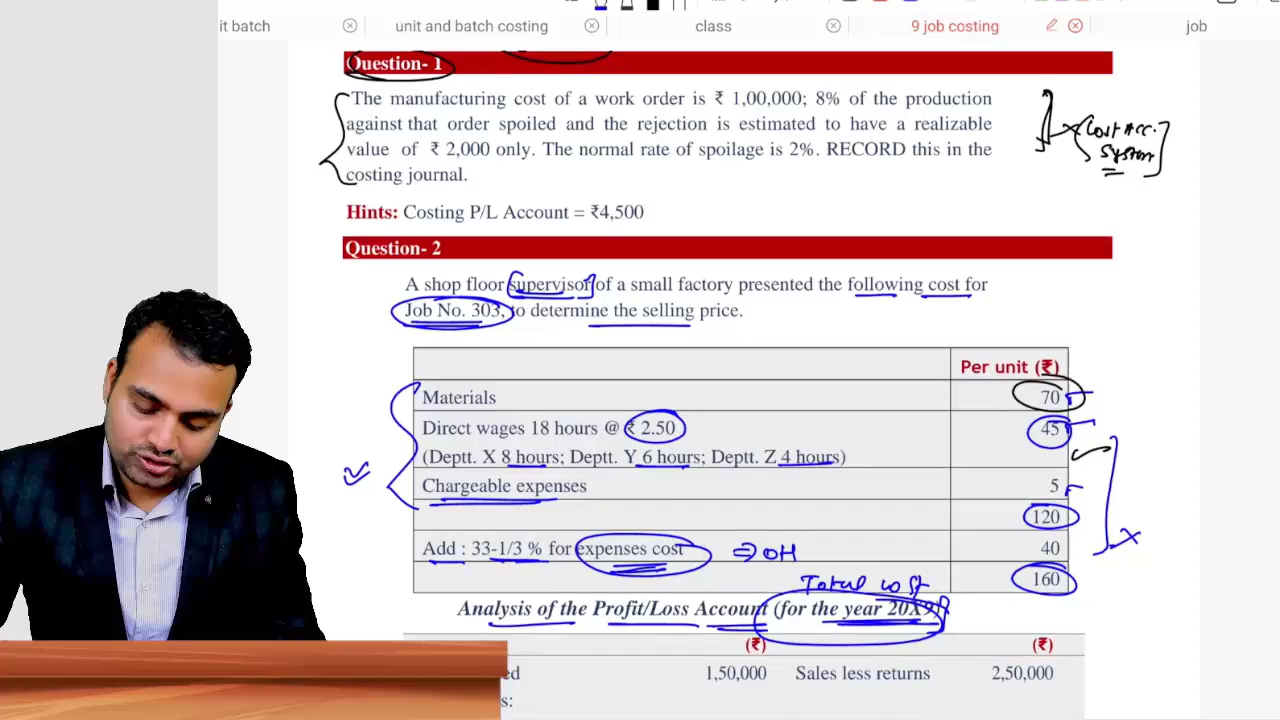 it batch
unit and batch costing
class
9 job costing
job
Question- 1
The manufacturing cost of a work order is ₹ 1,00,000; 8% of the production
against that order spoiled and the rejection is estimated to have a realizable
value of ₹ 2,000 only. The normal rate of spoilage is 2%. RECORD this in the
costing journal.
Cost Acc.
System
Hints: Costing P/L Account = ₹4,500
Question- 2
A shop floor supervisor of a small factory presented the following cost for
Job No. 303, to determine the selling price.
Per unit (₹)
Materials 70
Direct wages 18 hours @ ₹ 2.50 45
(Deptt. X 8 hours; Deptt. Y 6 hours; Deptt. Z 4 hours)
Chargeable expenses 5
120
Add : 33-1/3 % for expenses cost ⇒ OH 40
Total cost 160
Analysis of the Profit/Loss Account (for the year 20X9)
(₹) (₹)
ed 1,50,000 Sales less returns 2,50,000
s: